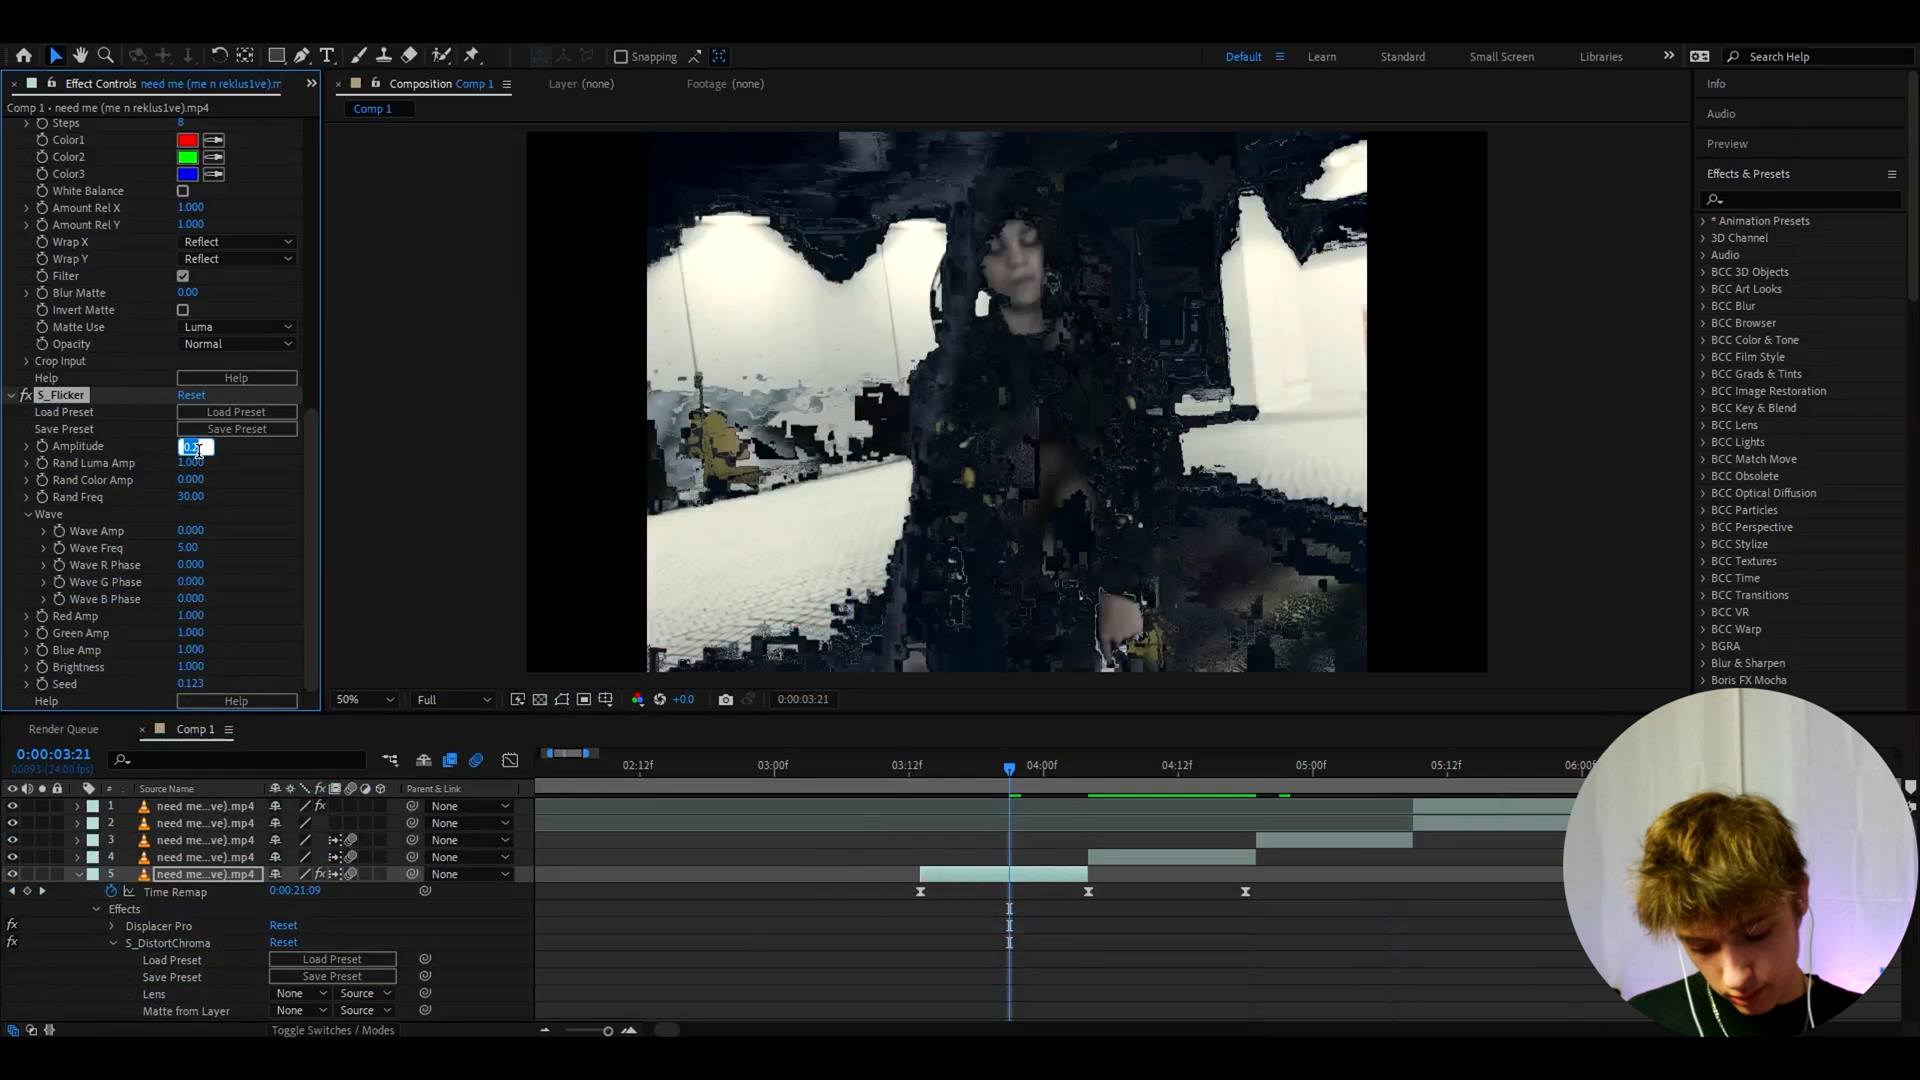 Snapping
Default
Learn
Standard
Small Screen
Libraries
Search Help
Effect Controls need me (me n reklus1ve).m
Composition Comp 1
Layer (none)
Footage (none)
Info
Comp 1 • need me (me n reklus1ve).mp4
Comp 1
Audio
Steps 8
Color1
Preview
Color2
Color3
Effects & Presets
White Balance
Amount Rel X 1.000
Amount Rel Y 1.000
* Animation Presets
Wrap X Reflect
3D Channel
Wrap Y Reflect
Audio
Filter
BCC 3D Objects
Blur Matte 0.00
BCC Art Looks
Invert Matte
BCC Blur
Matte Use Luma
BCC Browser
Opacity Normal
BCC Color & Tone
Crop Input
BCC Film Style
Help Help
BCC Grads & Tints
S_Flicker Reset
BCC Image Restoration
Load Preset Load Preset
BCC Key & Blend
Save Preset Save Preset
BCC Lens
Amplitude
BCC Lights
Rand Luma Amp 1.000
BCC Match Move
Rand Color Amp 0.000
BCC Obsolete
Rand Freq 30.00
BCC Optical Diffusion
Wave
BCC Particles
Wave Amp 0.000
BCC Perspective
Wave Freq 5.00
BCC Stylize
Wave R Phase 0.000
BCC Textures
Wave G Phase 0.000
BCC Time
Wave B Phase 0.000
BCC Transitions
Red Amp 1.000
BCC VR
Green Amp 1.000
BCC Warp
Blue Amp 1.000
BGRA
Brightness 1.000
Blur & Sharpen
Seed 0.123
Boris FX Mocha
Help Help
50% Full +0.0 0:00:03:21
Render Queue
Comp 1
0:00:03:21
00093 (24.00 fps)
02:12f 03:00f 03:12f 04:00f 04:12f 05:00f 05:12f 06:00f
# Source Name Parent & Link
1 need me...ve).mp4 None
2 need me...ve).mp4 None
3 need me...ve).mp4 None
4 need me...ve).mp4 None
5 need me...ve).mp4 None
Time Remap 0:00:21:09
Effects
Displacer Pro Reset
S_DistortChroma Reset
Load Preset Load Preset
Save Preset Save Preset
Lens None Source
Matte from Layer None Source
Toggle Switches / Modes